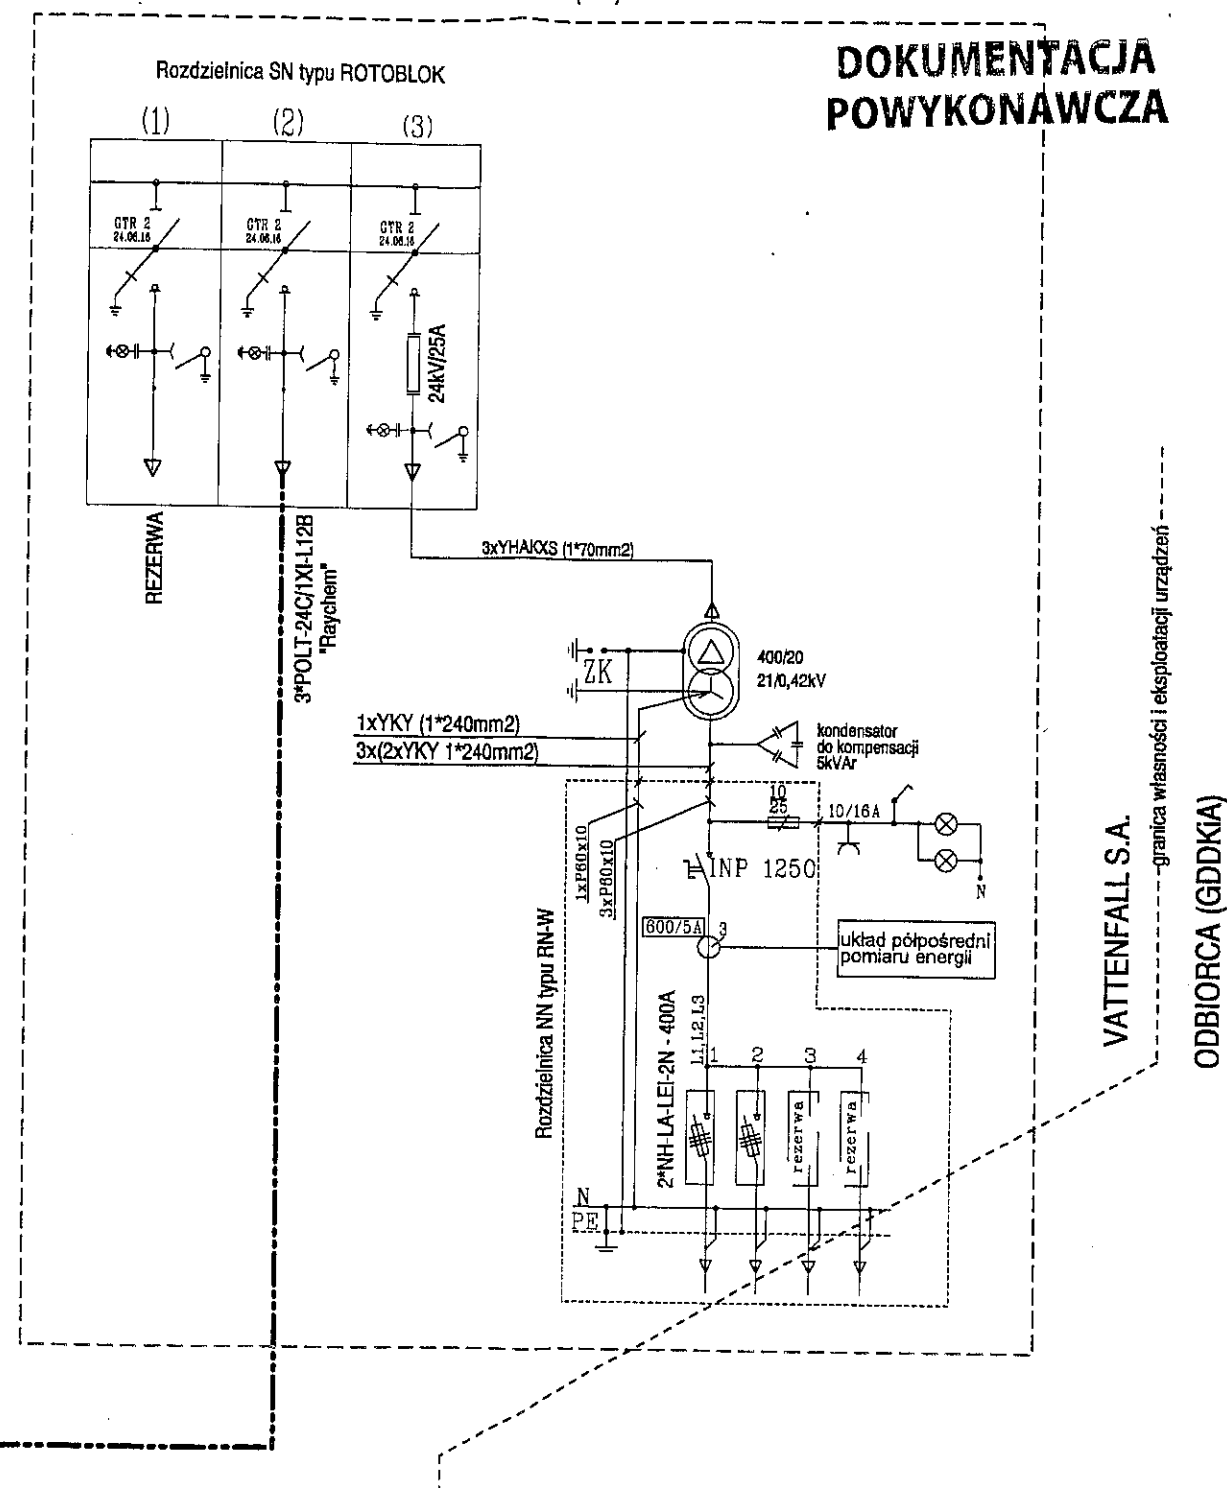 DOKUMENTACJA
POWYKONAWCZA
Rozdzielnica SN typu ROTOBLOK
(1)
(2)
(3)
GTR 2
24.06.16
GTR 2
24.06.16
GTR 2
24.06.16
24kV/25A
REZERWA
3*POLT-24C/1XI-L12B
"Raychem"
3xYHAKXS (1*70mm2)
ZK
400/20
21/0,42kV
1xYKY (1*240mm2)
3x(2xYKY 1*240mm2)
kondensator
do kompensacji
5kVAr
10
25
10/16A
1xP60x10
3xP60x10
INP 1250
N
600/5A
3
układ półpośredni
pomiaru energii
Rozdzielnica NN typu RN-W
2*NH-LA-LEI-2N - 400A
L1,L2,L3
1
2
3
4
rezerwa
rezerwa
N
PE
VATTENFALL S.A.
granica własności i eksploatacji urządzeń
ODBIORCA (GDDKiA)